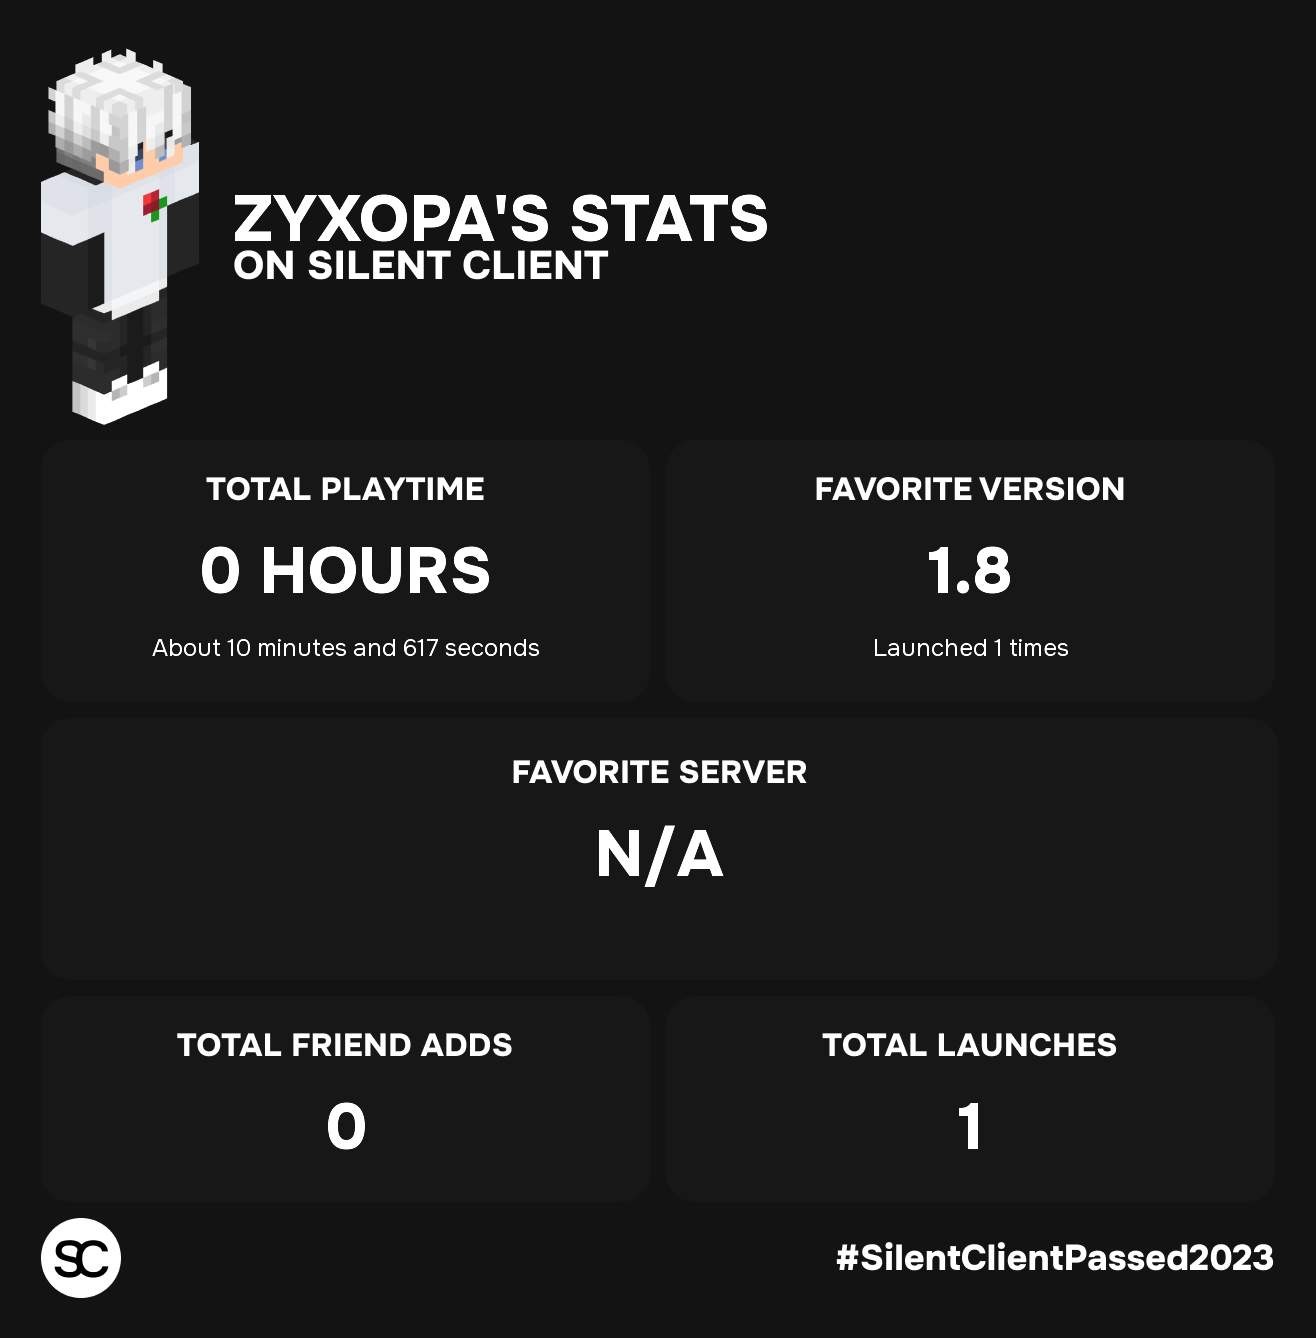 ZYXOPA'S STATS
ON SILENT CLIENT
TOTAL PLAYTIME
0 HOURS
About 10 minutes and 617 seconds
FAVORITE VERSION
1.8
Launched 1 times
FAVORITE SERVER
N/A
TOTAL FRIEND ADDS
0
TOTAL LAUNCHES
1
SC
#SilentClientPassed2023